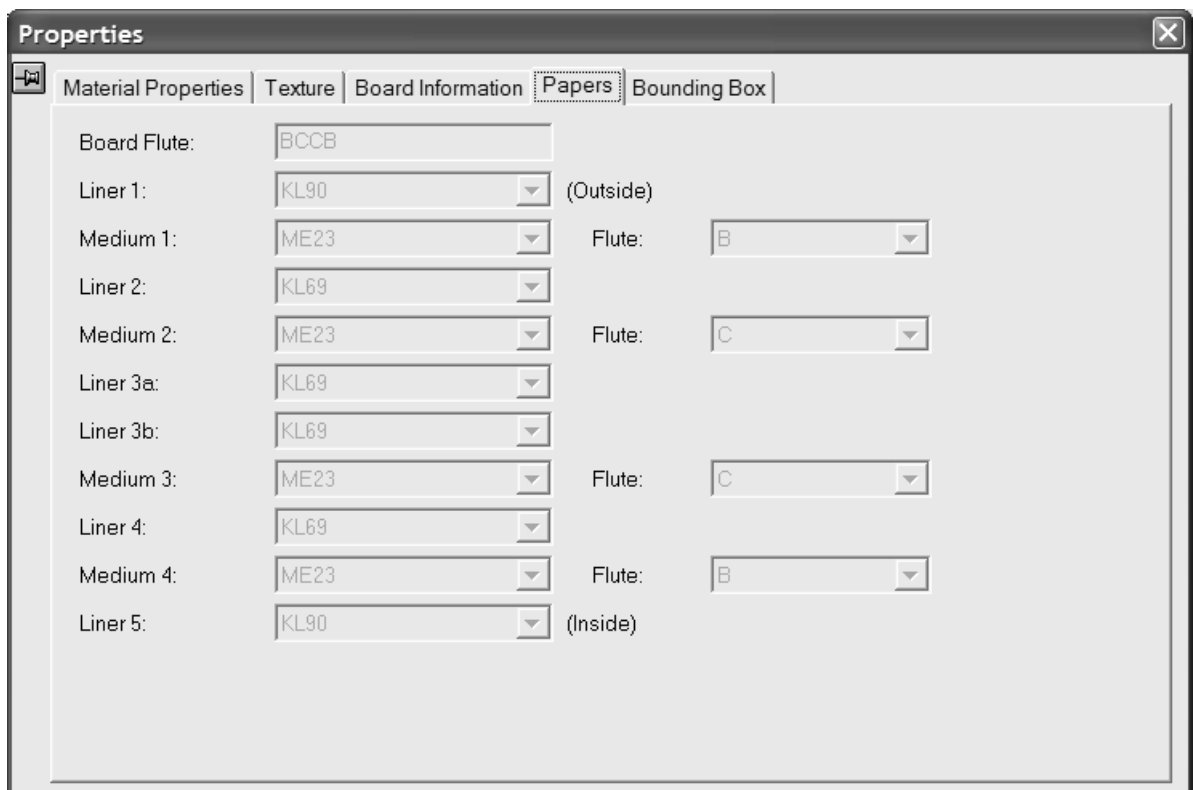 Properties
Material Properties Texture Board Information Papers Bounding Box
Board Flute: BCCB
Liner 1: KL90 (Outside)
Medium 1: ME23 Flute: B
Liner 2: KL69
Medium 2: ME23 Flute: C
Liner 3a: KL69
Liner 3b: KL69
Medium 3: ME23 Flute: C
Liner 4: KL69
Medium 4: ME23 Flute: B
Liner 5: KL90 (Inside)